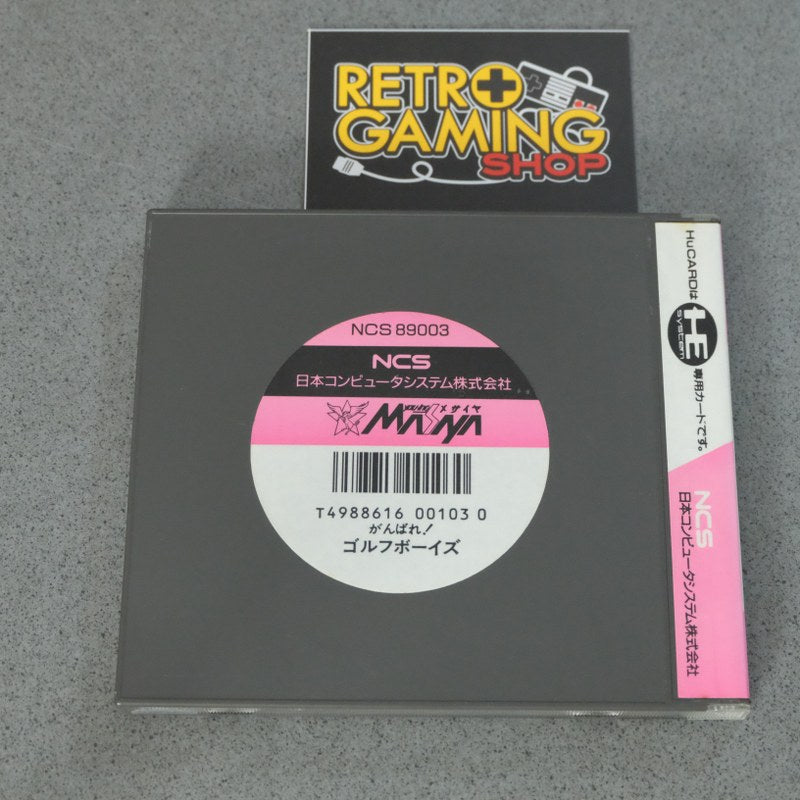 RETRO
GAMING
SHOP
NCS 89003
NCS
日本コンピュータシステム株式会社
MASAYA メサイヤ
T4988616 00103 0
がんばれ!
ゴルフボーイズ
HuCARDは
HE
system
専用カードです。
NCS
日本コンピュータシステム株式会社